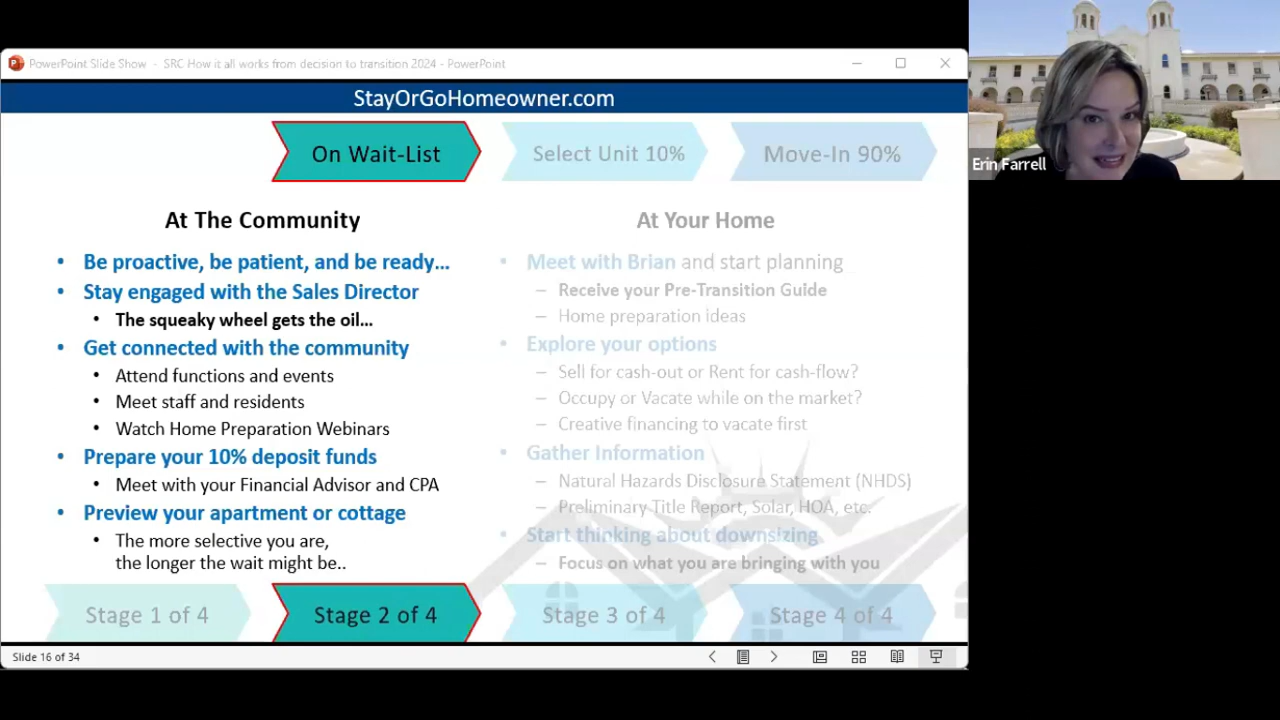 PowerPoint Slide Show - SRC How it all works from decision to transition 2024 - PowerPoint
StayOrGoHomeowner.com
On Wait-List
Select Unit 10%
Move-In 90%
At The Community
• Be proactive, be patient, and be ready...
• Stay engaged with the Sales Director
• The squeaky wheel gets the oil...
• Get connected with the community
• Attend functions and events
• Meet staff and residents
• Watch Home Preparation Webinars
• Prepare your 10% deposit funds
• Meet with your Financial Advisor and CPA
• Preview your apartment or cottage
• The more selective you are,
the longer the wait might be..
At Your Home
• Meet with Brian and start planning
– Receive your Pre-Transition Guide
– Home preparation ideas
• Explore your options
– Sell for cash-out or Rent for cash-flow?
– Occupy or Vacate while on the market?
– Creative financing to vacate first
• Gather Information
– Natural Hazards Disclosure Statement (NHDS)
– Preliminary Title Report, Solar, HOA, etc.
• Start thinking about downsizing
– Focus on what you are bringing with you
Stage 1 of 4
Stage 2 of 4
Stage 3 of 4
Stage 4 of 4
Slide 16 of 34
Erin Farrell